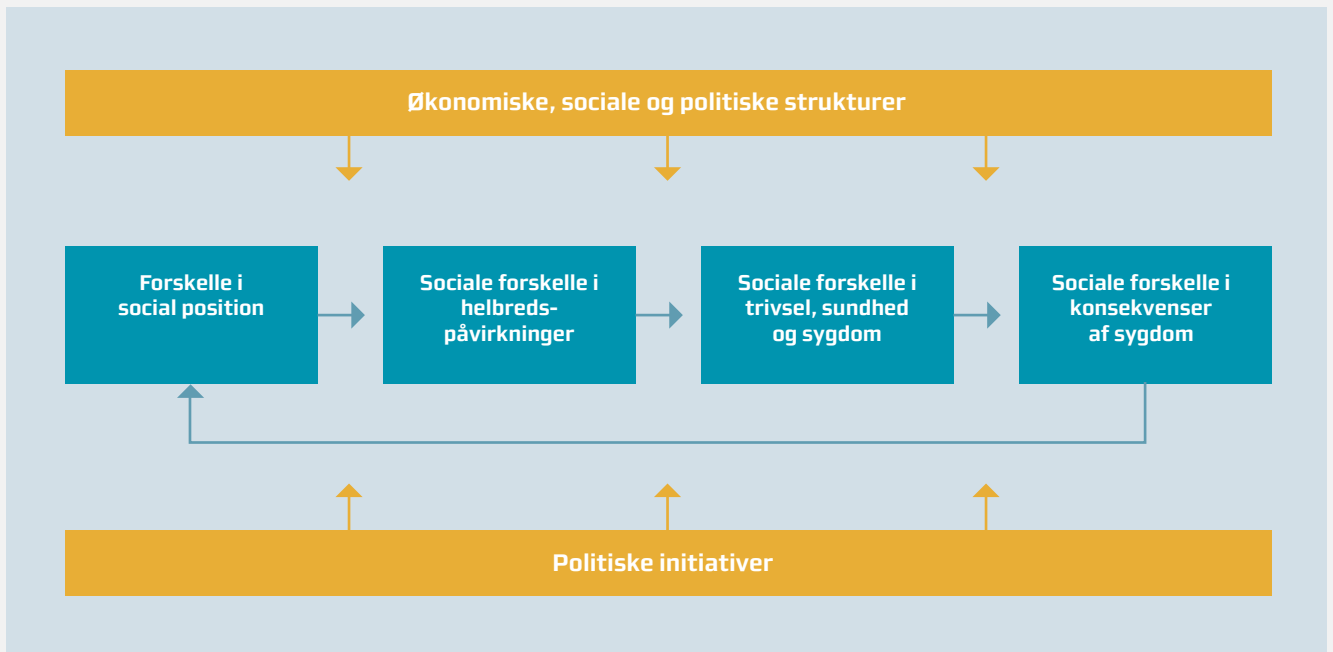 Økonomiske, sociale og politiske strukturer
Forskelle i
social position
Sociale forskelle i
helbreds-
påvirkninger
Sociale forskelle i
trivsel, sundhed
og sygdom
Sociale forskelle i
konsekvenser
af sygdom
Politiske initiativer